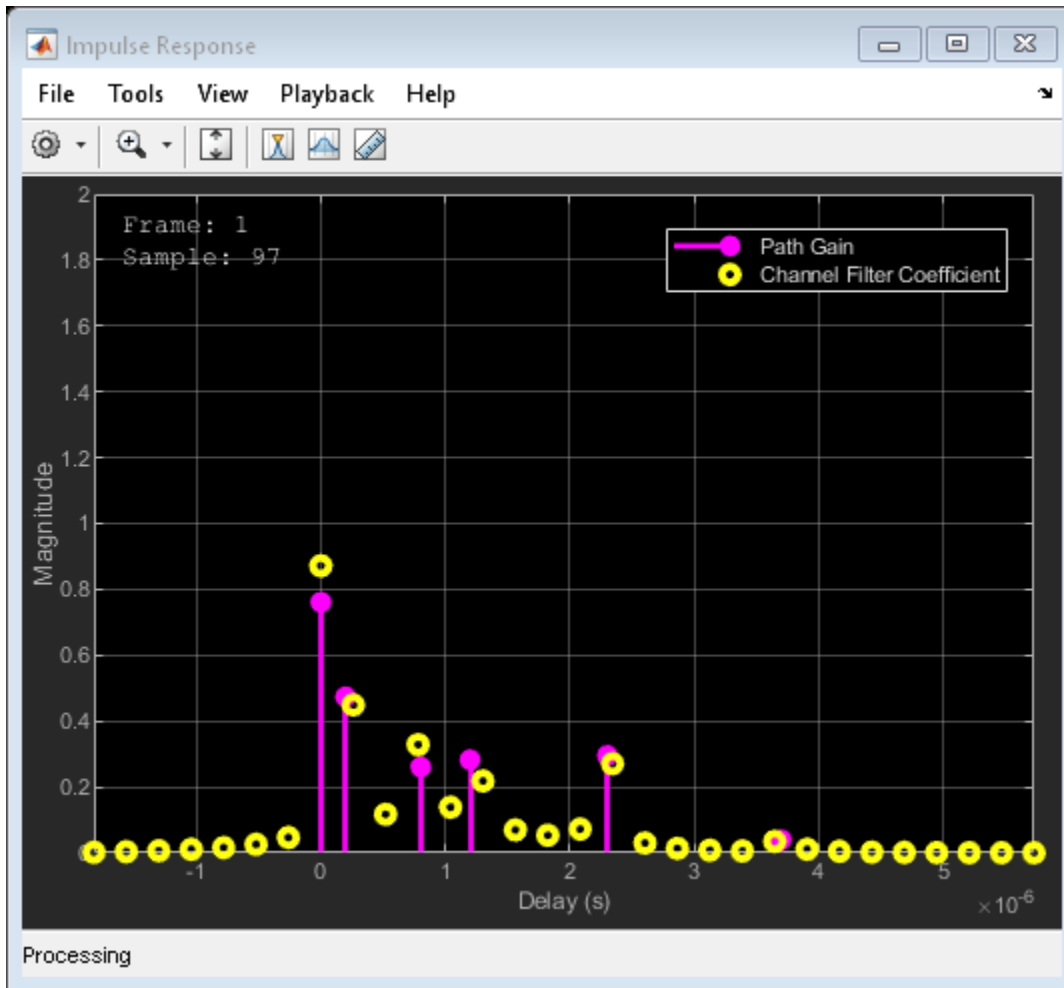 Impulse Response
File Tools View Playback Help
Frame: 1
Sample: 97
Path Gain
Channel Filter Coefficient
2
1.8
1.6
1.4
1.2
1
0.8
0.6
0.4
0.2
0
Magnitude
-1 0 1 2 3 4 5
Delay (s)
×10⁻⁶
Processing